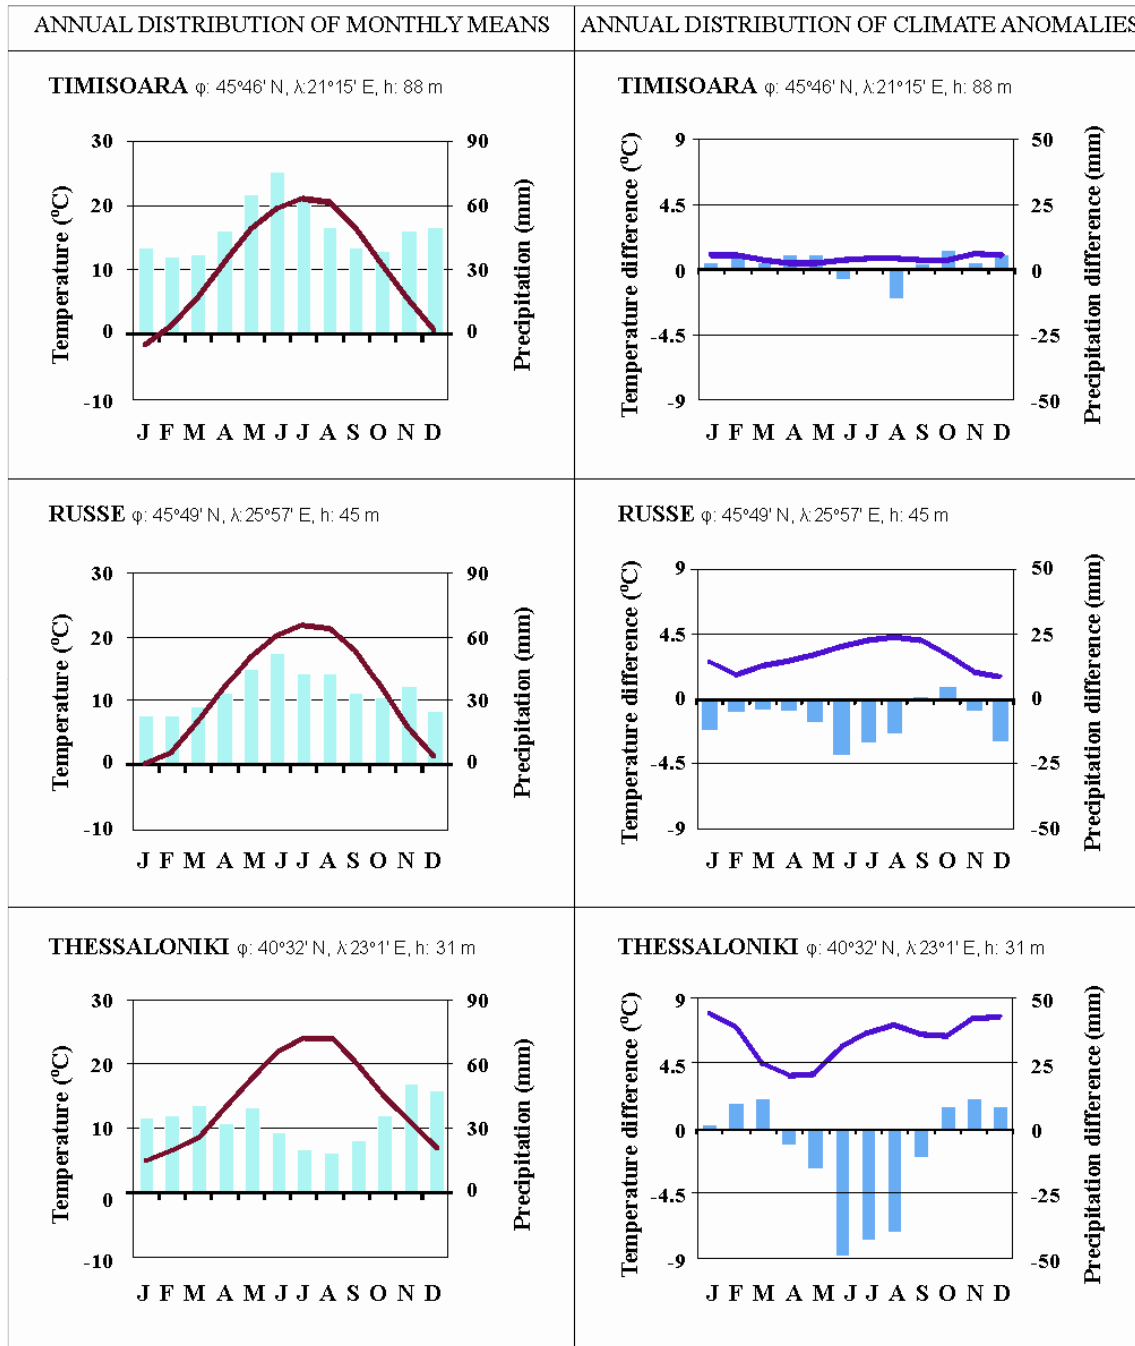 ANNUAL DISTRIBUTION OF MONTHLY MEANS
ANNUAL DISTRIBUTION OF CLIMATE ANOMALIES
TIMISOARA φ: 45°46' N, λ:21°15' E, h: 88 m
30
20
10
0
-10
Temperature (⁰C)
90
60
30
0
Precipitation (mm)
J F M A M J J A S O N D
TIMISOARA φ: 45°46' N, λ:21°15' E, h: 88 m
9
4.5
0
-4.5
-9
Temperature difference (⁰C)
50
25
0
-25
-50
Precipitation difference (mm)
J F M A M J J A S O N D
RUSSE φ: 45°49' N, λ:25°57' E, h: 45 m
30
20
10
0
-10
Temperature (⁰C)
90
60
30
0
Precipitation (mm)
J F M A M J J A S O N D
RUSSE φ: 45°49' N, λ:25°57' E, h: 45 m
9
4.5
0
-4.5
-9
Temperature difference (⁰C)
50
25
0
-25
-50
Precipitation difference (mm)
J F M A M J J A S O N D
THESSALONIKI φ: 40°32' N, λ:23°1' E, h: 31 m
30
20
10
0
-10
Temperature (⁰C)
90
60
30
0
Precipitation (mm)
J F M A M J J A S O N D
THESSALONIKI φ: 40°32' N, λ:23°1' E, h: 31 m
9
4.5
0
-4.5
-9
Temperature difference (⁰C)
50
25
0
-25
-50
Precipitation difference (mm)
J F M A M J J A S O N D